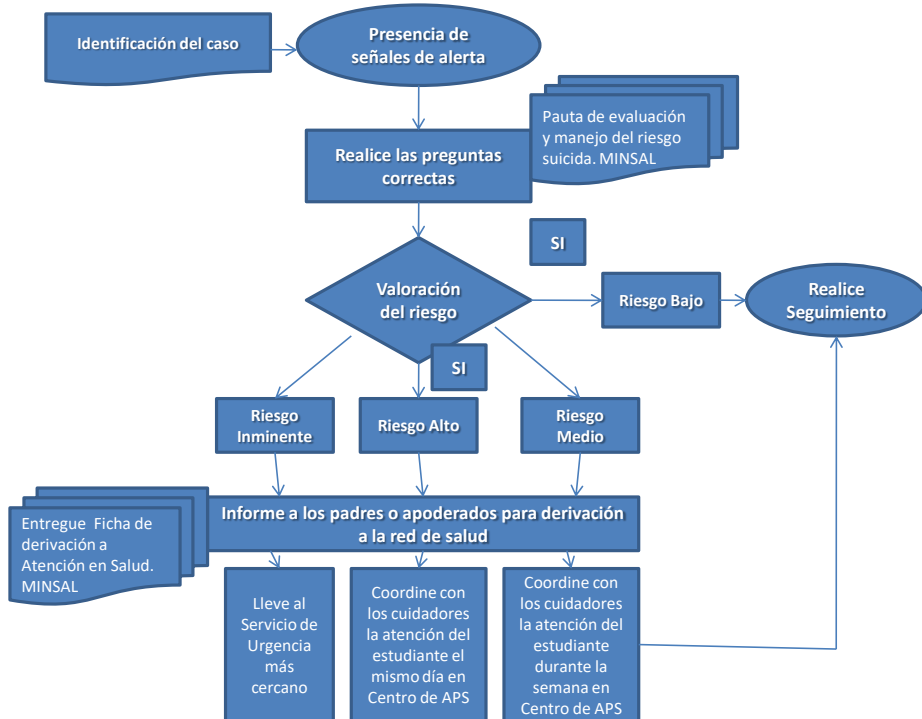 Identificación del caso
Presencia de
señales de alerta
Pauta de evaluación
y manejo del riesgo
suicida. MINSAL
Realice las preguntas
correctas
SI
Valoración
del riesgo
Riesgo Bajo
Realice
Seguimiento
SI
Riesgo
Inminente
Riesgo Alto
Riesgo
Medio
Informe a los padres o apoderados para derivación
a la red de salud
Entregue Ficha de
derivación a
Atención en Salud.
MINSAL
Lleve al
Servicio de
Urgencia
más
cercano
Coordine con
los cuidadores
la atención del
estudiante el
mismo día en
Centro de APS
Coordine con
los cuidadores
la atención del
estudiante
durante la
semana en
Centro de APS